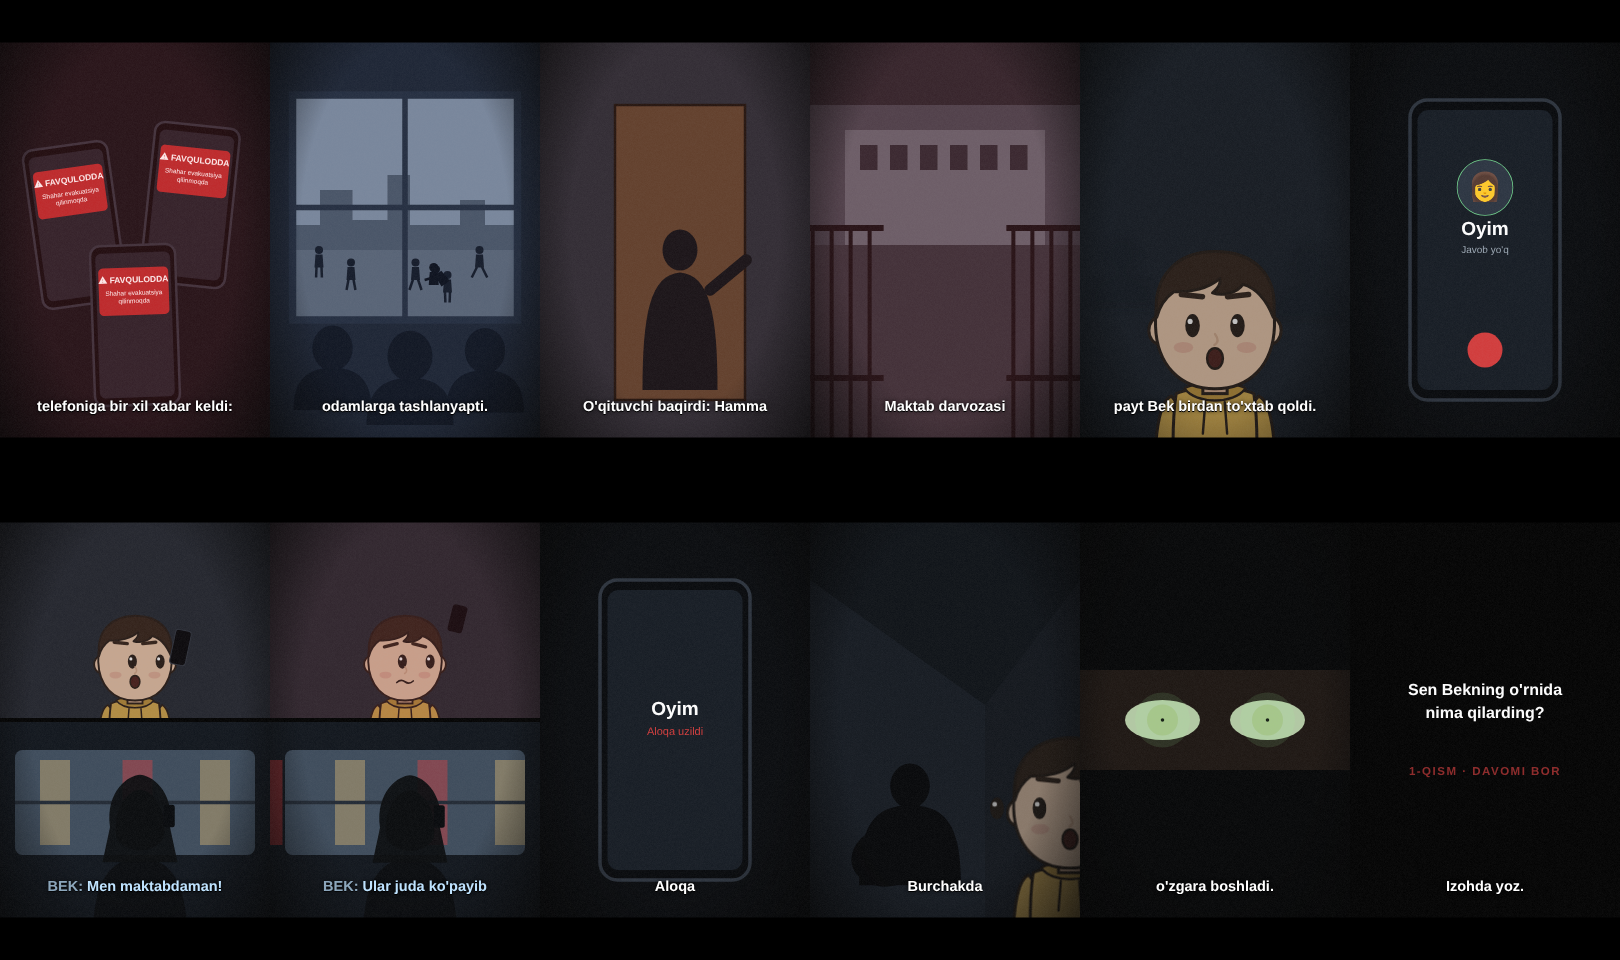 FAVQULODDA
Shahar evakuatsiya
qilinmoqda
FAVQULODDA
Shahar evakuatsiya
qilinmoqda
FAVQULODDA
Shahar evakuatsiya
qilinmoqda
telefoniga bir xil xabar keldi:
odamlarga tashlanyapti.
O'qituvchi baqirdi: Hamma
Maktab darvozasi
payt Bek birdan to'xtab qoldi.
Oyim
Javob yo'q
BEK: Men maktabdaman!
BEK: Ular juda ko'payib
Oyim
Aloqa uzildi
Aloqa
Burchakda
o'zgara boshladi.
Sen Bekning o'rnida
nima qilarding?
1-QISM · DAVOMI BOR
Izohda yoz.